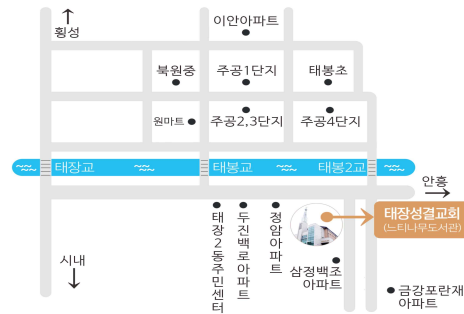 횡성
이안아파트
북원중
주공1단지
태봉초
원마트
주공2,3단지
주공4단지
태장교
태봉교
태봉2교
안흥
태장성결교회
(느티나무도서관)
태장2동주민센터
두진백로아파트
정암아파트
삼정백조
아파트
시내
금강포란재
아파트